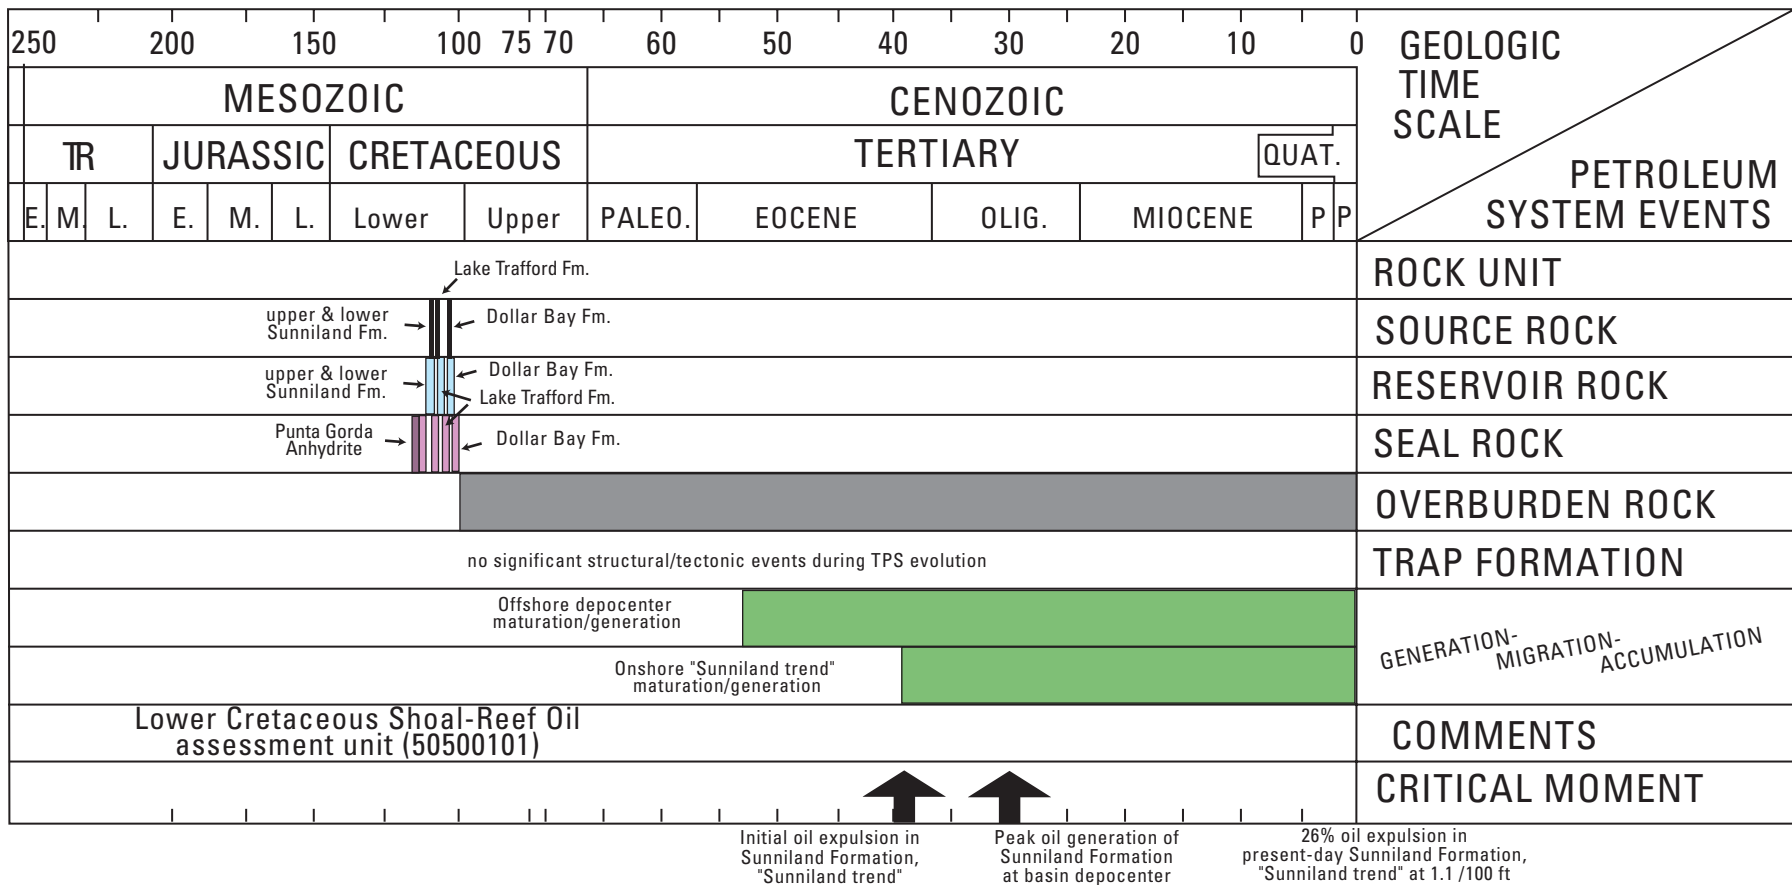 250 200 150 100 75 70 60 50 40 30 20 10 0
GEOLOGIC
TIME
SCALE
PETROLEUM
SYSTEM EVENTS
MESOZOIC CENOZOIC
TR JURASSIC CRETACEOUS TERTIARY QUAT.
E. M. L. E. M. L. Lower Upper PALEO. EOCENE OLIG. MIOCENE P P
Lake Trafford Fm.
ROCK UNIT
upper & lower
Sunniland Fm.
Dollar Bay Fm.
SOURCE ROCK
upper & lower
Sunniland Fm.
Dollar Bay Fm.
Lake Trafford Fm.
RESERVOIR ROCK
Punta Gorda
Anhydrite
Dollar Bay Fm.
SEAL ROCK
OVERBURDEN ROCK
no significant structural/tectonic events during TPS evolution
TRAP FORMATION
Offshore depocenter
maturation/generation
Onshore "Sunniland trend"
maturation/generation
GENERATION-
MIGRATION-
ACCUMULATION
Lower Cretaceous Shoal-Reef Oil
assessment unit (50500101)
COMMENTS
CRITICAL MOMENT
Initial oil expulsion in
Sunniland Formation,
"Sunniland trend"
Peak oil generation of
Sunniland Formation
at basin depocenter
26% oil expulsion in
present-day Sunniland Formation,
"Sunniland trend" at 1.1 /100 ft